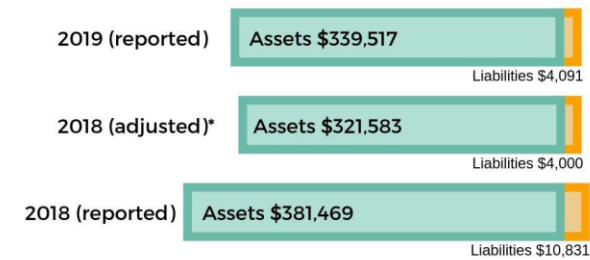 2019 (reported) Assets $339,517
Liabilities $4,091
2018 (adjusted)* Assets $321,583
Liabilities $4,000
2018 (reported) Assets $381,469
Liabilities $10,831